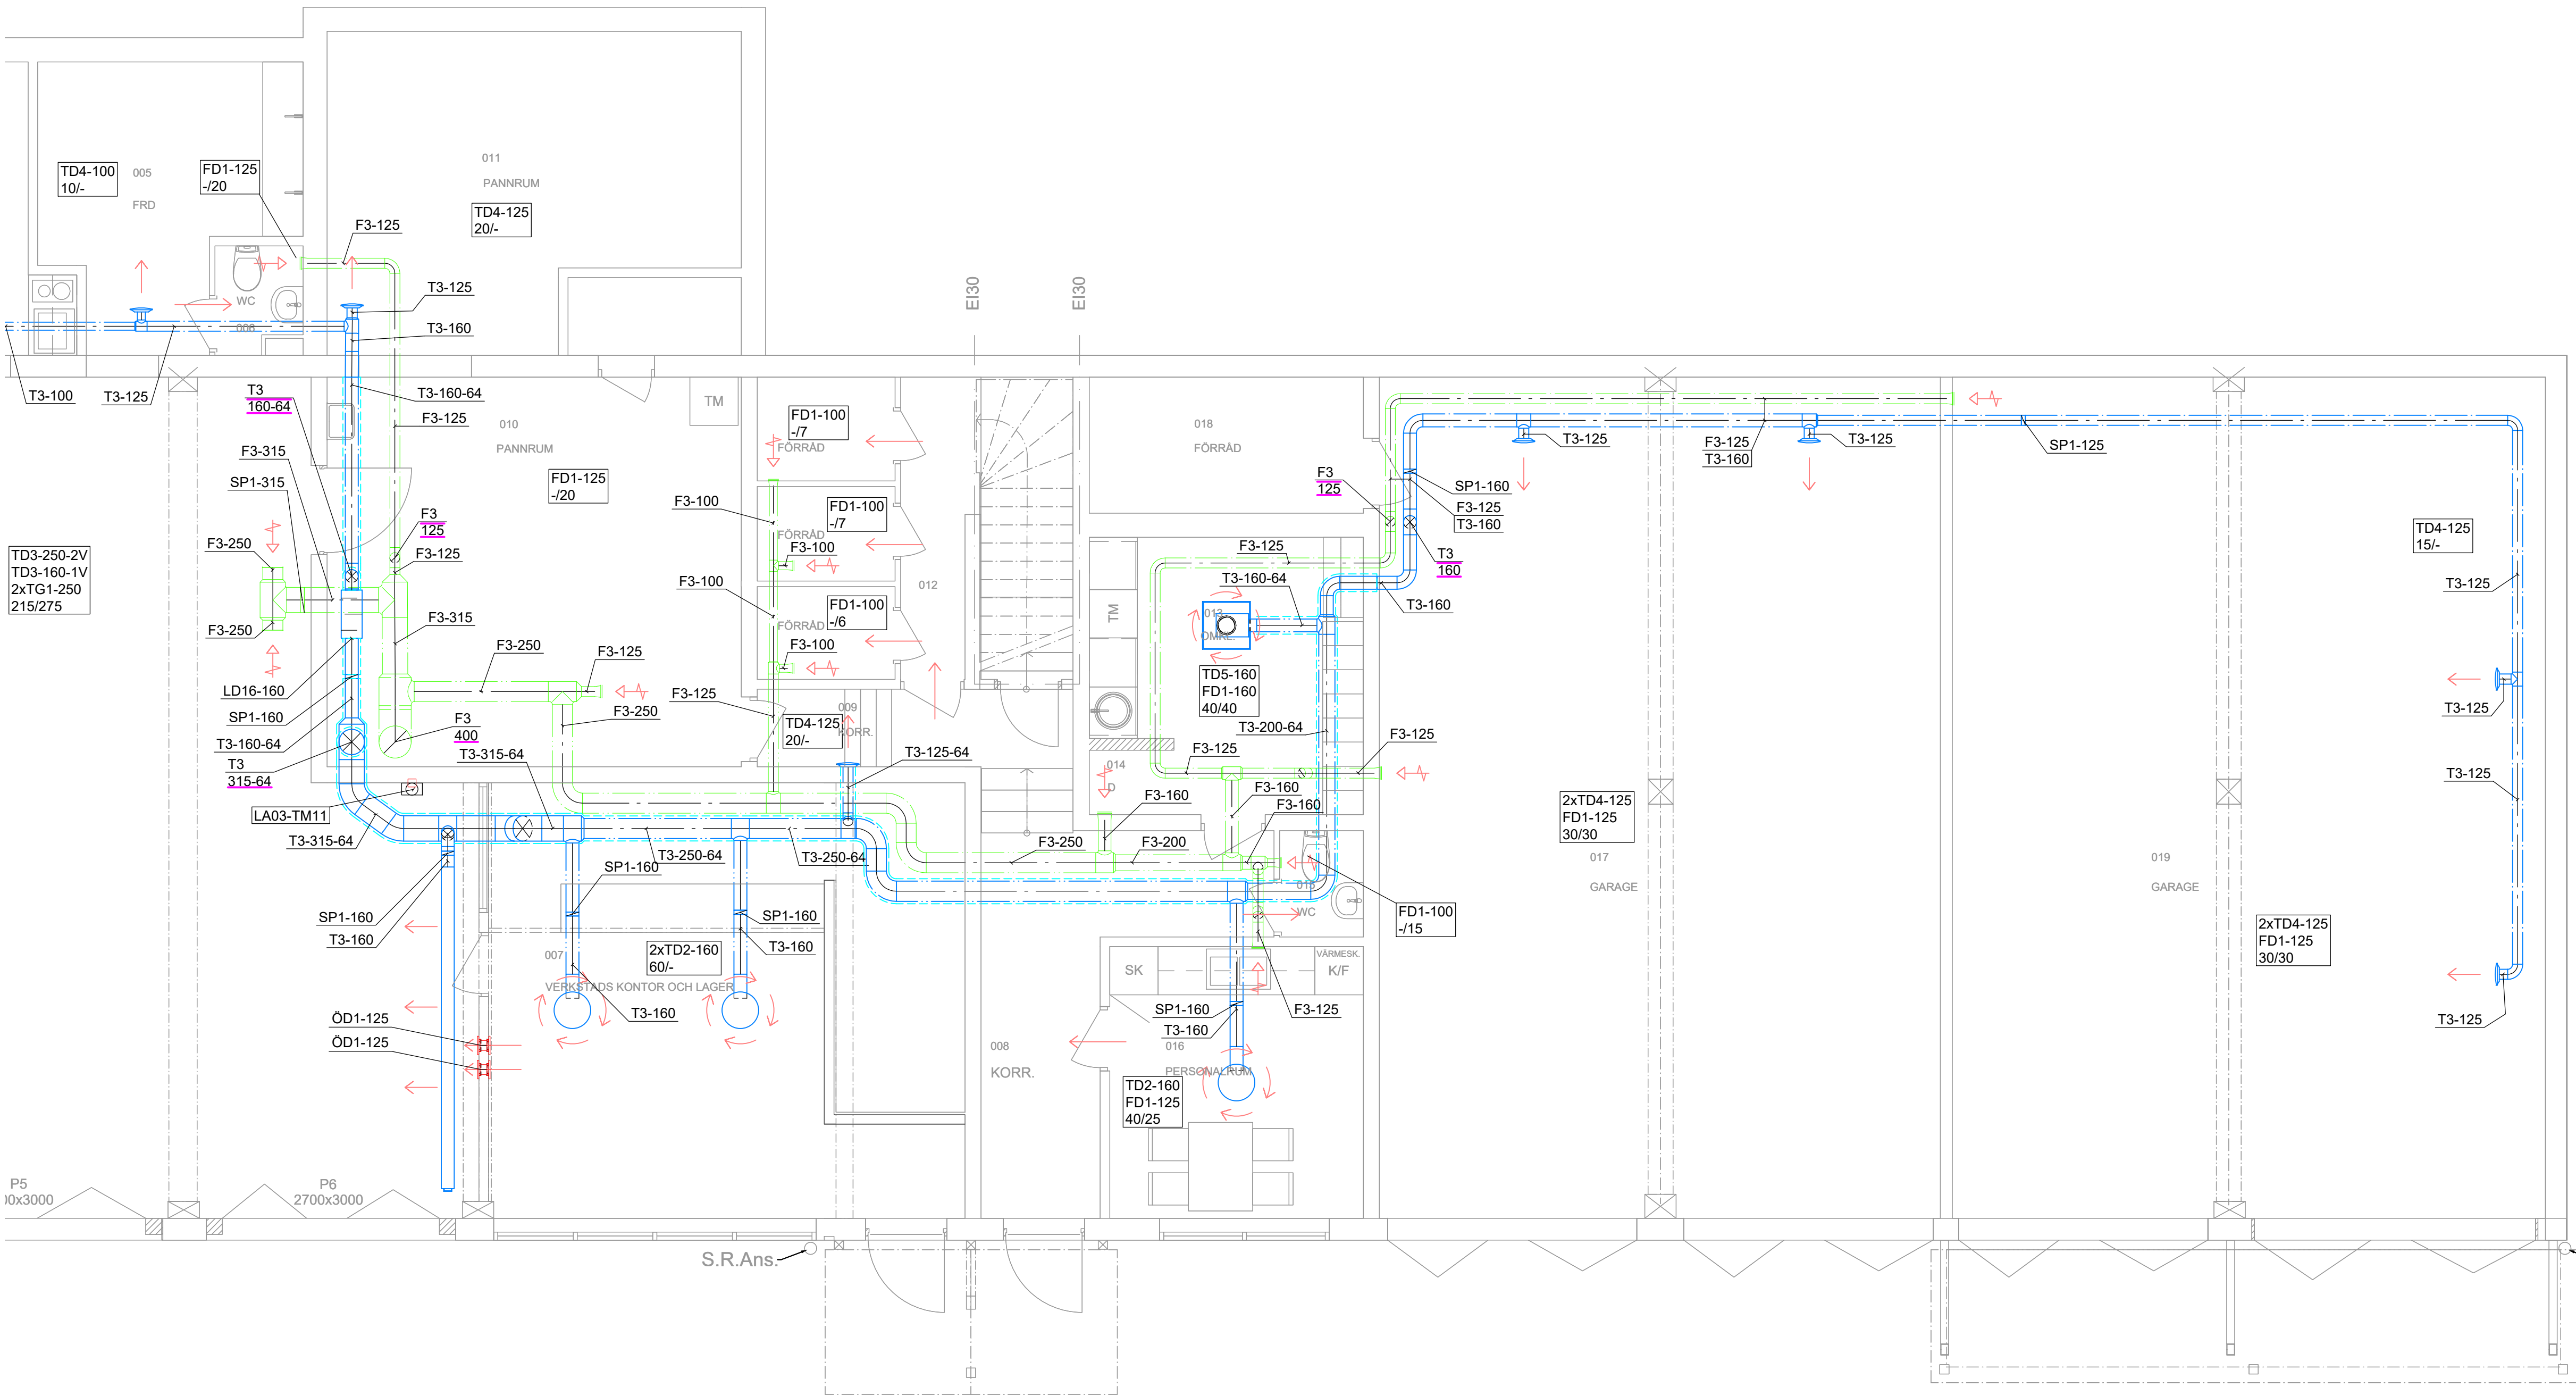 011
PANNRUM
TD4-100
10/-
005
FRD
FD1-125
-/20
TD4-125
20/-
F3-125
WC
006
T3-125
T3-160
EI30
EI30
T3-100
T3-125
T3
160-64
T3-160-64
F3-125
TM
010
PANNRUM
FD1-100
-/7
FÖRRÅD
018
FÖRRÅD
T3-125
F3-125
T3-160
T3-125
SP1-125
F3-315
SP1-315
FD1-125
-/20
F3
125
SP1-160
F3-125
T3-160
F3-100
FD1-100
-/7
FÖRRÅD
F3-100
F3
125
F3-125
F3-250
TD3-250-2V
TD3-160-1V
2xTG1-250
215/275
TD4-125
15/-
F3-125
T3
160
T3-160-64
T3-125
F3-100
012
FD1-100
-/6
FÖRRÅD
TM
013
OMKL.
T3-160
F3-250
F3-315
F3-250
F3-125
F3-100
TD5-160
FD1-160
40/40
LD16-160
F3-125
T3-125
SP1-160
F3-250
009
KORR.
F3
400
TD4-125
20/-
T3-200-64
F3-125
T3-160-64
T3-315-64
T3-125-64
F3-125
T3
315-64
014
D
T3-125
LA03-TM11
F3-160
F3-160
F3-160
2xTD4-125
FD1-125
30/30
T3-315-64
T3-250-64
T3-250-64
F3-250
F3-200
017
GARAGE
019
GARAGE
SP1-160
015
WC
FD1-100
-/15
SP1-160
T3-160
SP1-160
T3-160
2xTD4-125
FD1-125
30/30
007
VERKSTADS KONTOR OCH LAGER
2xTD2-160
60/-
SK
VÄRMESK.
K/F
T3-160
SP1-160
T3-160
F3-125
ÖD1-125
ÖD1-125
T3-125
008
KORR.
016
PERSONALRUM
TD2-160
FD1-125
40/25
P5
00x3000
P6
2700x3000
S.R.Ans.